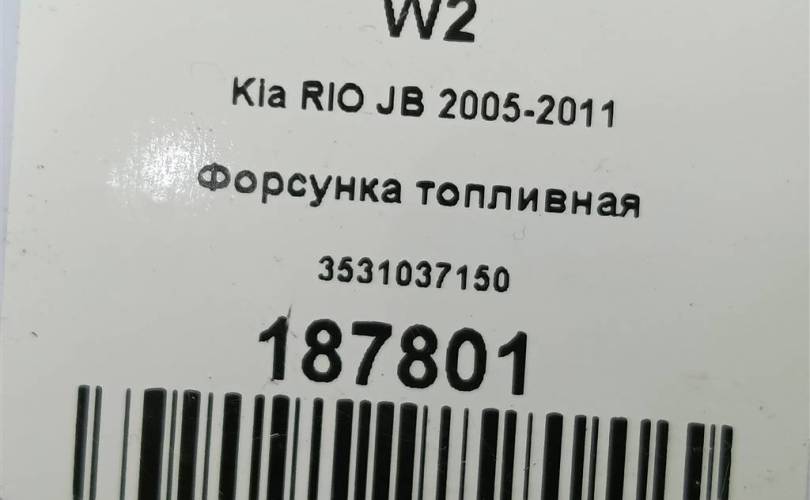 W2
Kia RIO JB 2005-2011
Форсунка топливная
3531037150
187801